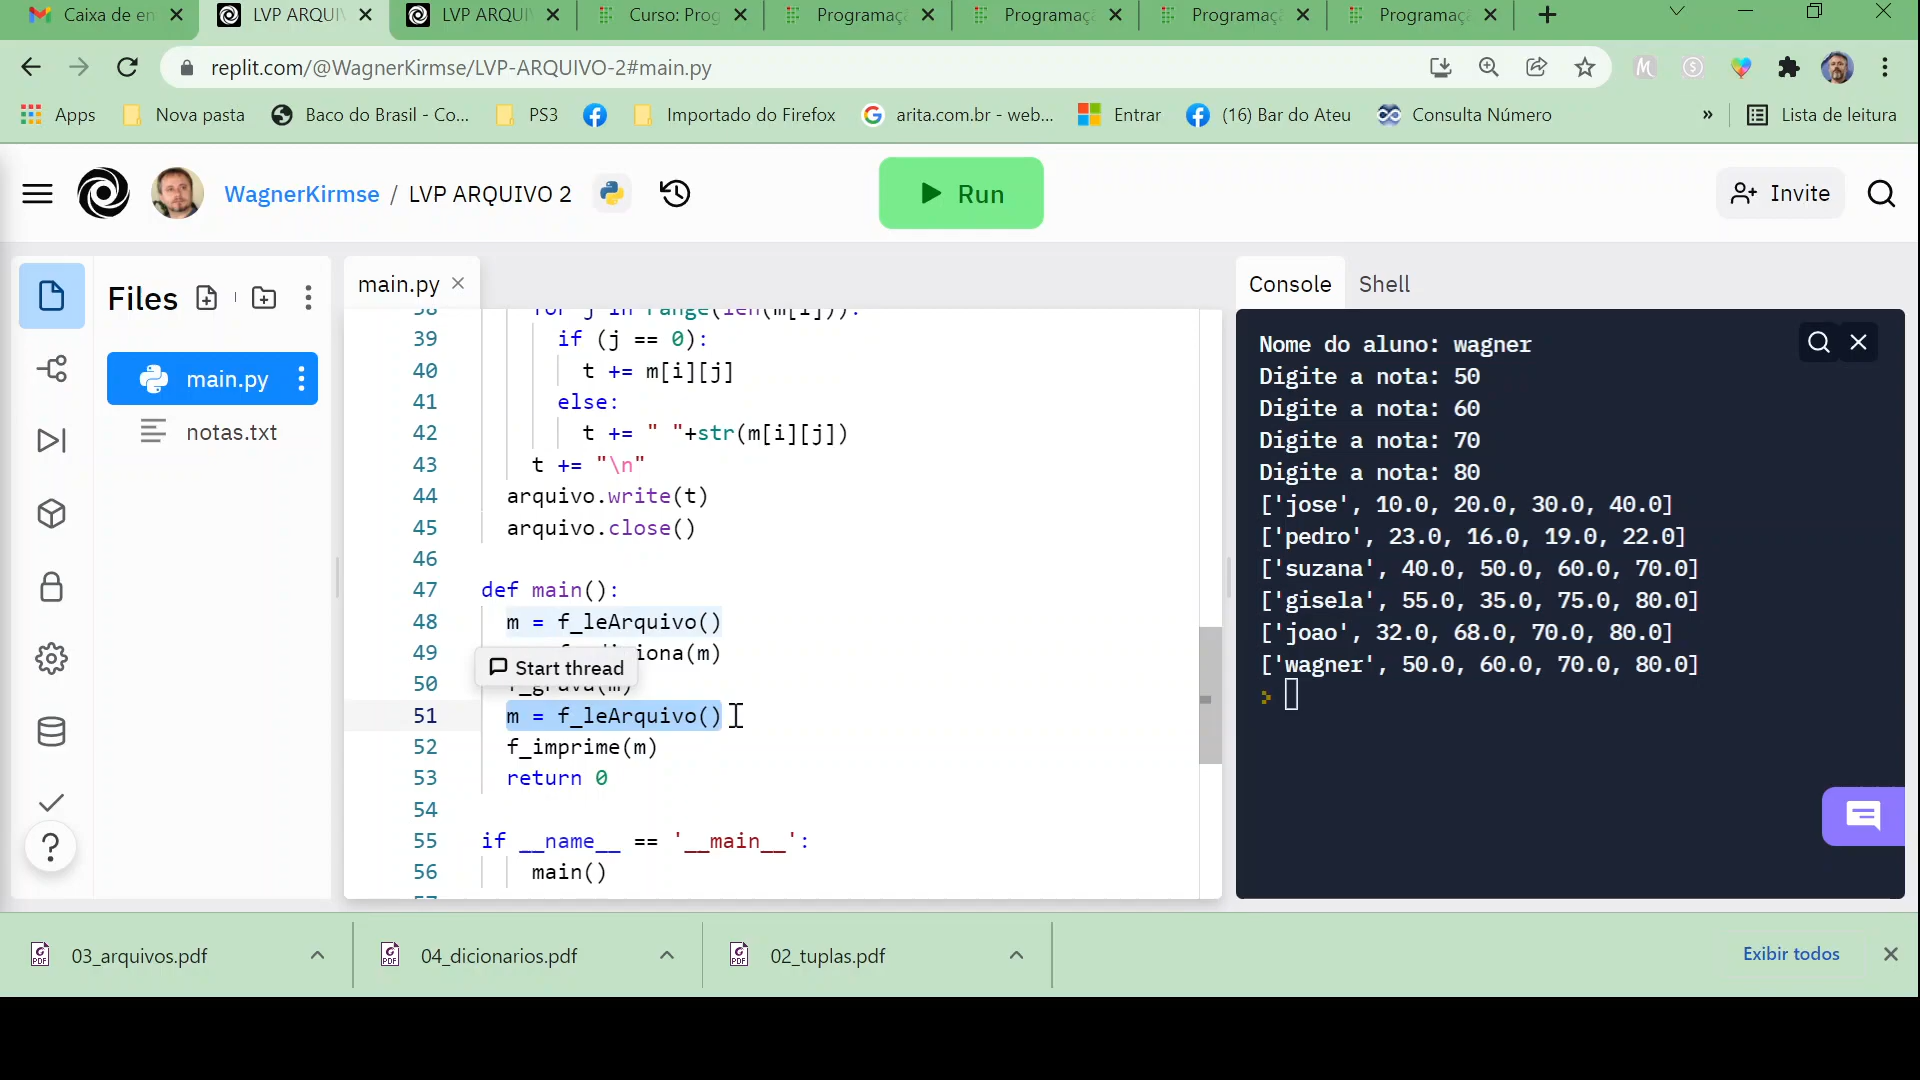 Caixa de en
LVP ARQUI
LVP ARQUI
Curso: Prog
Programaç
Programaç
Programaç
Programaç
replit.com/@WagnerKirmse/LVP-ARQUIVO-2#main.py
Apps
Nova pasta
Baco do Brasil - Co...
PS3
Importado do Firefox
arita.com.br - web...
Entrar
(16) Bar do Ateu
Consulta Número
»
Lista de leitura
WagnerKirmse / LVP ARQUIVO 2
Run
Invite
Files
main.py
notas.txt
main.py
38 for j in range(len(m[i])):
39 if (j == 0):
40 t += m[i][j]
41 else:
42 t += " "+str(m[i][j])
43 t += "\n"
44 arquivo.write(t)
45 arquivo.close()
46
47 def main():
48 m = f_leArquivo()
49 iona(m)
Start thread
50 f_grava(m)
51 m = f_leArquivo()
52 f_imprime(m)
53 return 0
54
55 if __name__ == '__main__':
56 main()
57
Console
Shell
Nome do aluno: wagner
Digite a nota: 50
Digite a nota: 60
Digite a nota: 70
Digite a nota: 80
['jose', 10.0, 20.0, 30.0, 40.0]
['pedro', 23.0, 16.0, 19.0, 22.0]
['suzana', 40.0, 50.0, 60.0, 70.0]
['gisela', 55.0, 35.0, 75.0, 80.0]
['joao', 32.0, 68.0, 70.0, 80.0]
['wagner', 50.0, 60.0, 70.0, 80.0]
03_arquivos.pdf
04_dicionarios.pdf
02_tuplas.pdf
Exibir todos